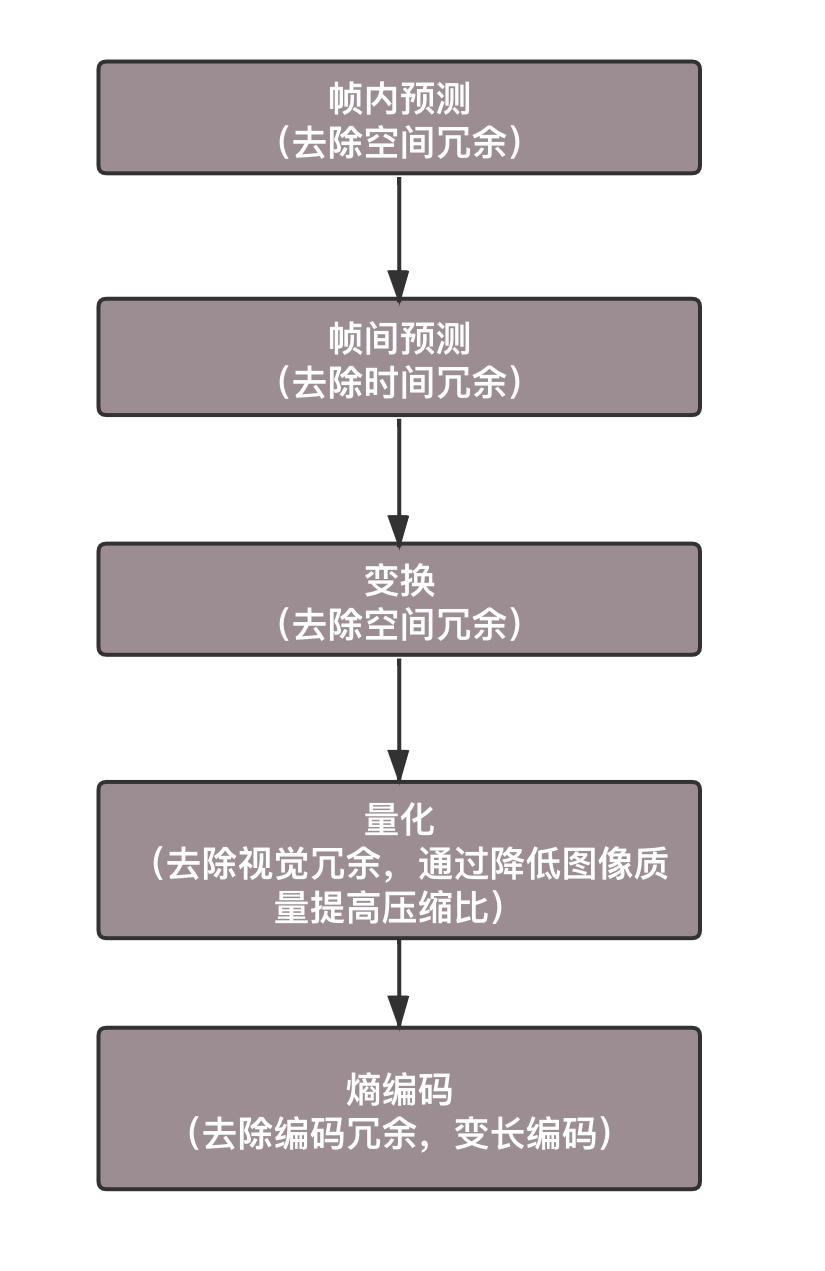 帧内预测
（去除空间冗余）
帧间预测
（去除时间冗余）
变换
（去除空间冗余）
量化
（去除视觉冗余，通过降低图像质
量提高压缩比）
熵编码
（去除编码冗余，变长编码）